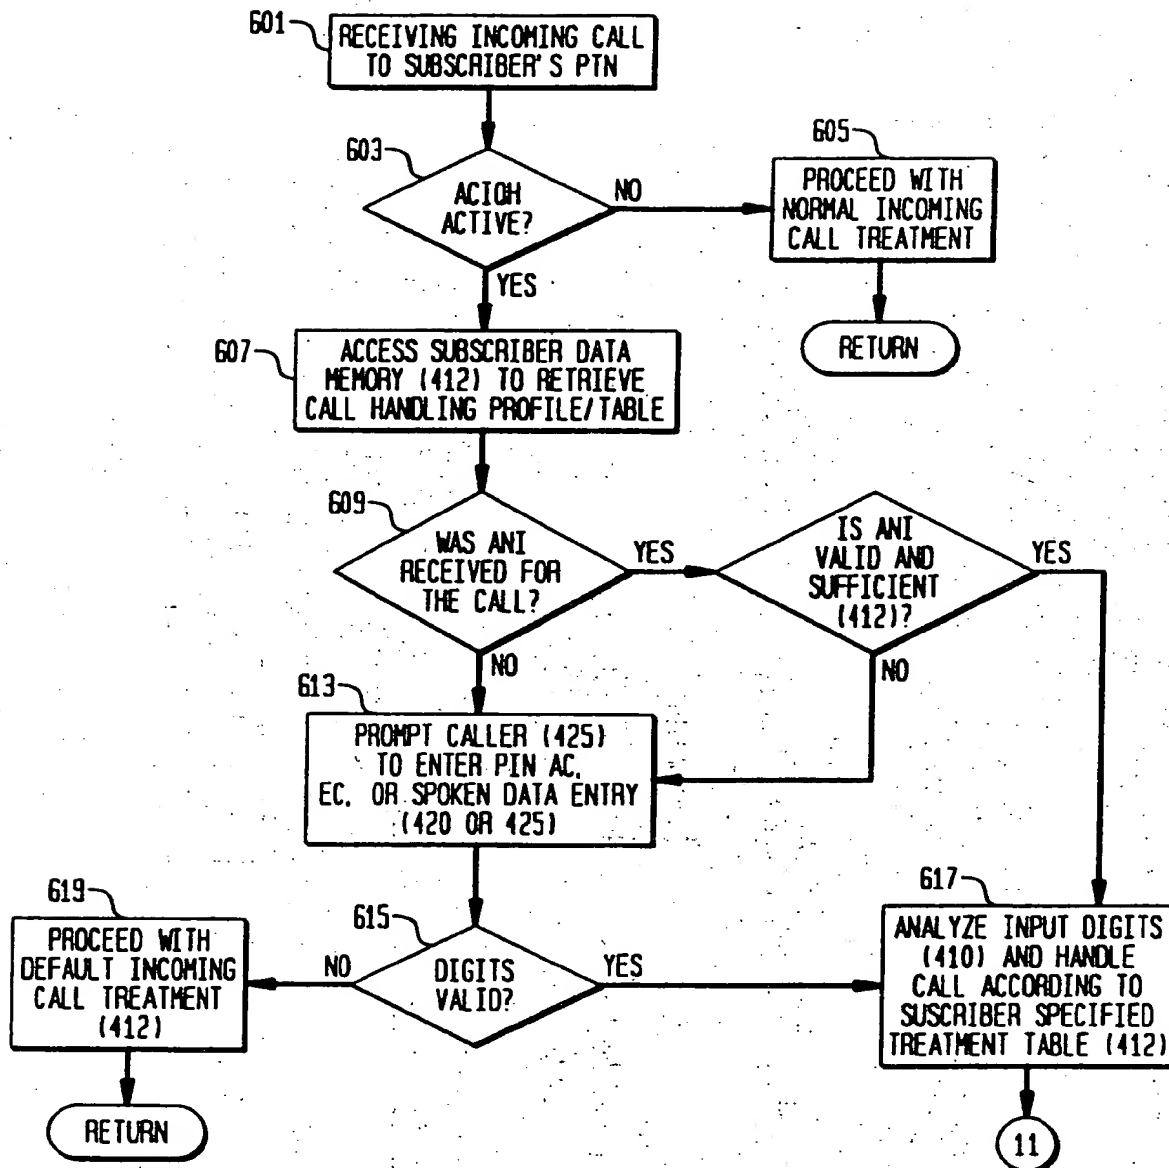 601
RECEIVING INCOMING CALL
TO SUBSCRIBER'S PTN
603
ACIQH
ACTIVE?
NO
605
PROCEED WITH
NORMAL INCOMING
CALL TREATMENT
RETURN
YES
607
ACCESS SUBSCRIBER DATA
MEMORY (412) TO RETRIEVE
CALL HANDLING PROFILE/TABLE
609
WAS ANI
RECEIVED FOR
THE CALL?
YES
IS ANI
VALID AND
SUFFICIENT
(412)?
YES
NO
NO
613
PROMPT CALLER (425)
TO ENTER PIN AC,
EC, OR SPOKEN DATA ENTRY
(420 OR 425)
615
DIGITS
VALID?
NO
YES
619
PROCEED WITH
DEFAULT INCOMING
CALL TREATMENT
(412)
RETURN
617
ANALYZE INPUT DIGITS
(410) AND HANDLE
CALL ACCORDING TO
SUSCRIBER SPECIFIED
TREATMENT TABLE (412)
11